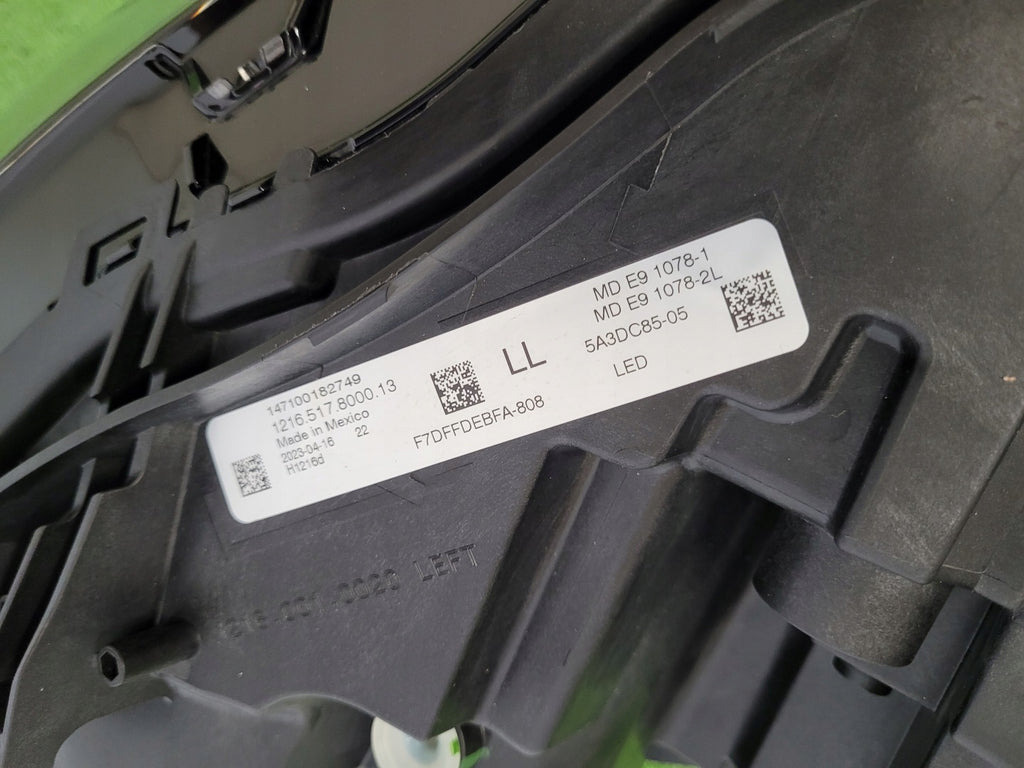 147100182749
1216.517.8000.13
Made in Mexico
2023-04-16 22
H1216d
LL
F7DFFDEBFA-808
MD E9 1078-1
MD E9 1078-2L
5A3DC85-05
LED
LEFT